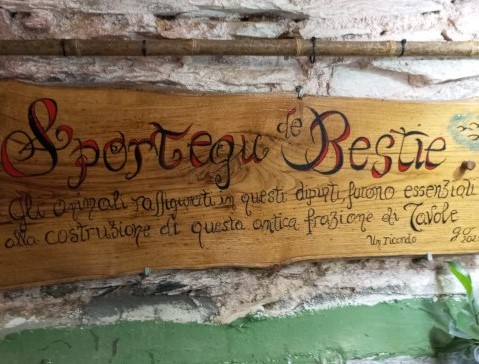 Sportegu de Bestie
gli animali raffigurati in questi dipinti furono essenziali
alla costruzione di questa antica frazione di Tavole
Un ricordo